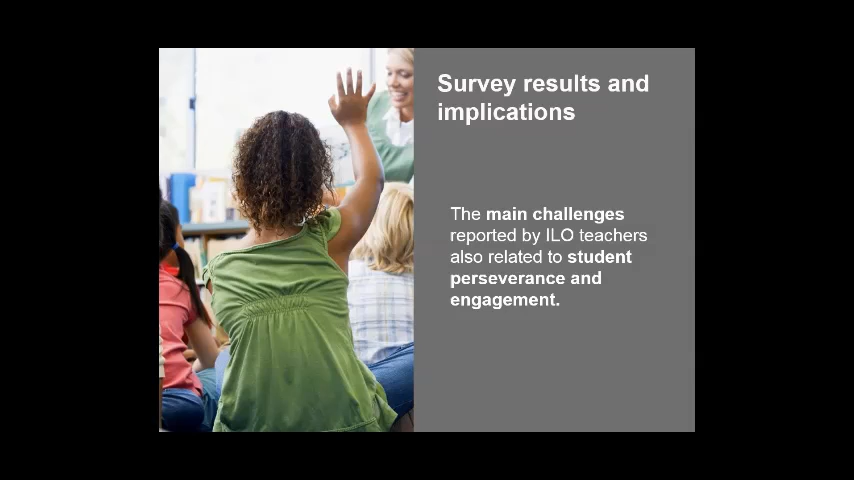 Survey results and
implications
The main challenges
reported by ILO teachers
also related to student
perseverance and
engagement.